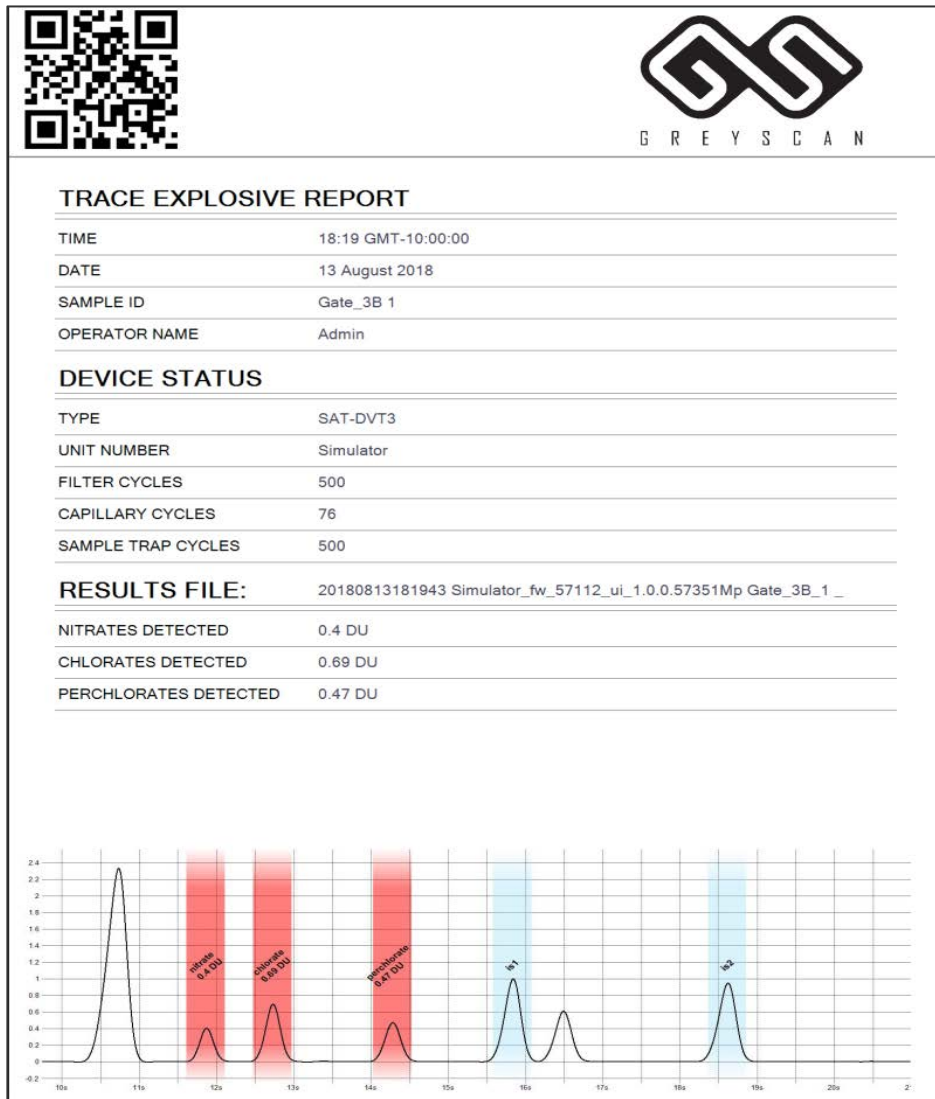 GREYSCAN
TRACE EXPLOSIVE REPORT
TIME 18:19 GMT-10:00:00
DATE 13 August 2018
SAMPLE ID Gate_3B 1
OPERATOR NAME Admin
DEVICE STATUS
TYPE SAT-DVT3
UNIT NUMBER Simulator
FILTER CYCLES 500
CAPILLARY CYCLES 76
SAMPLE TRAP CYCLES 500
RESULTS FILE: 20180813181943 Simulator_fw_57112_ui_1.0.0.57351Mp Gate_3B_1 _
NITRATES DETECTED 0.4 DU
CHLORATES DETECTED 0.69 DU
PERCHLORATES DETECTED 0.47 DU
2.4
2.2
2
1.8
1.6
1.4
1.2
1
0.8
0.6
0.4
0.2
0
-0.2
nitrate
0.4 DU
chlorate
0.69 DU
perchlorate
0.47 DU
is1
is2
10s 11s 12s 13s 14s 15s 16s 17s 18s 19s 20s 2